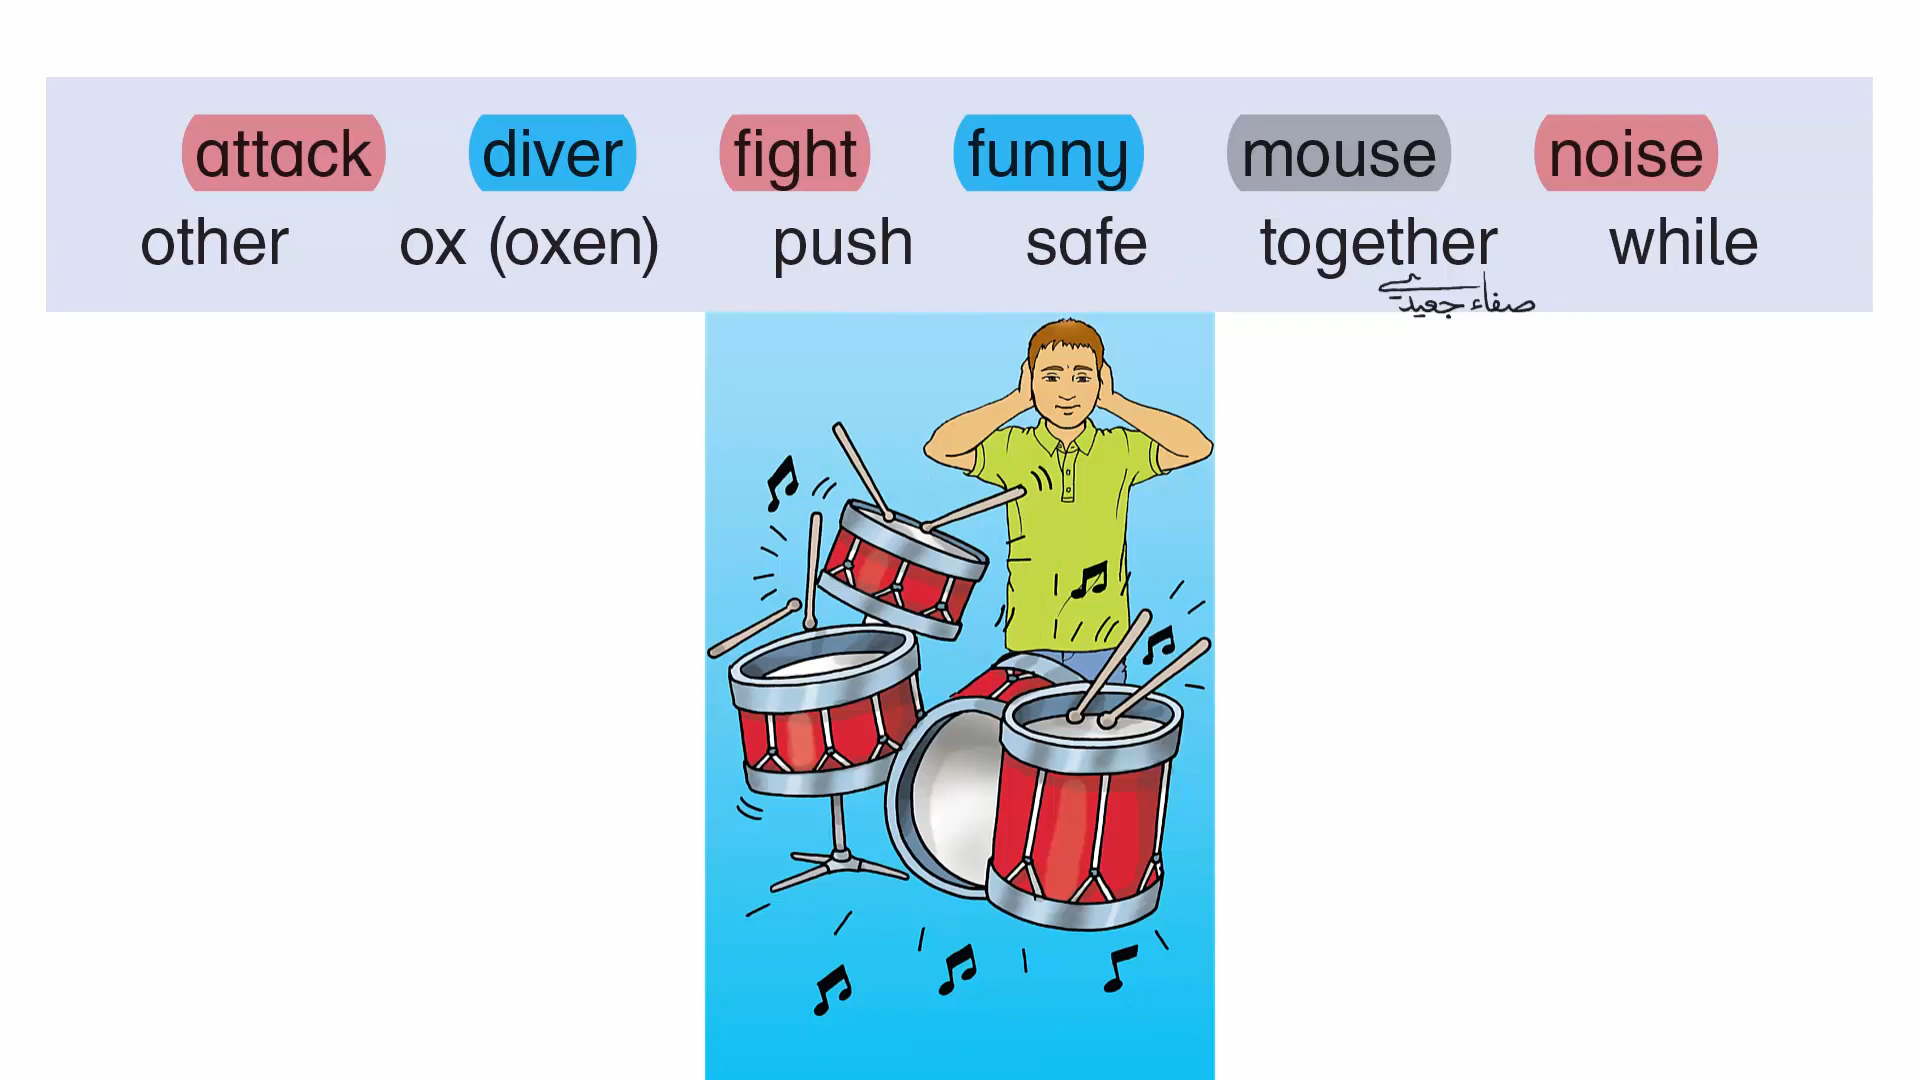 attack diver fight funny mouse noise
other ox (oxen) push safe together while
صفاء جعيدي